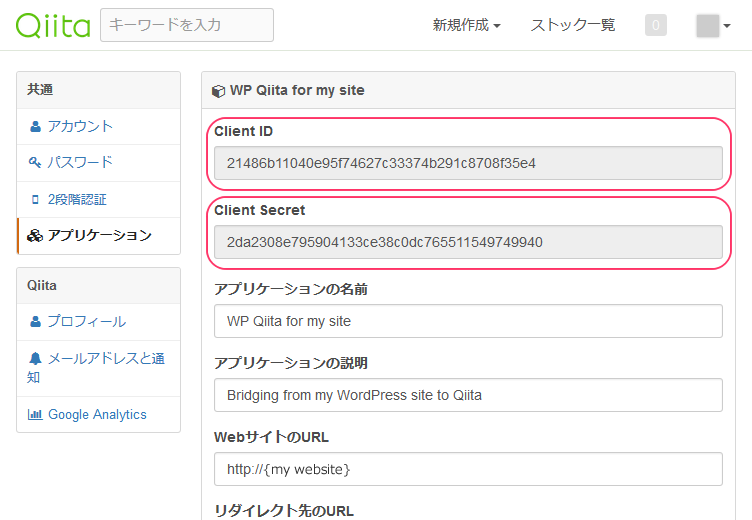 Qiita
キーワードを入力
新規作成
ストック一覧
0
共通
アカウント
パスワード
2段階認証
アプリケーション
Qiita
プロフィール
メールアドレスと通
知
Google Analytics
WP Qiita for my site
Client ID
21486b11040e95f74627c33374b291c8708f35e4
Client Secret
2da2308e795904133ce38c0dc765511549749940
アプリケーションの名前
WP Qiita for my site
アプリケーションの説明
Bridging from my WordPress site to Qiita
WebサイトのURL
http://{my website}
リダイレクト先のURL